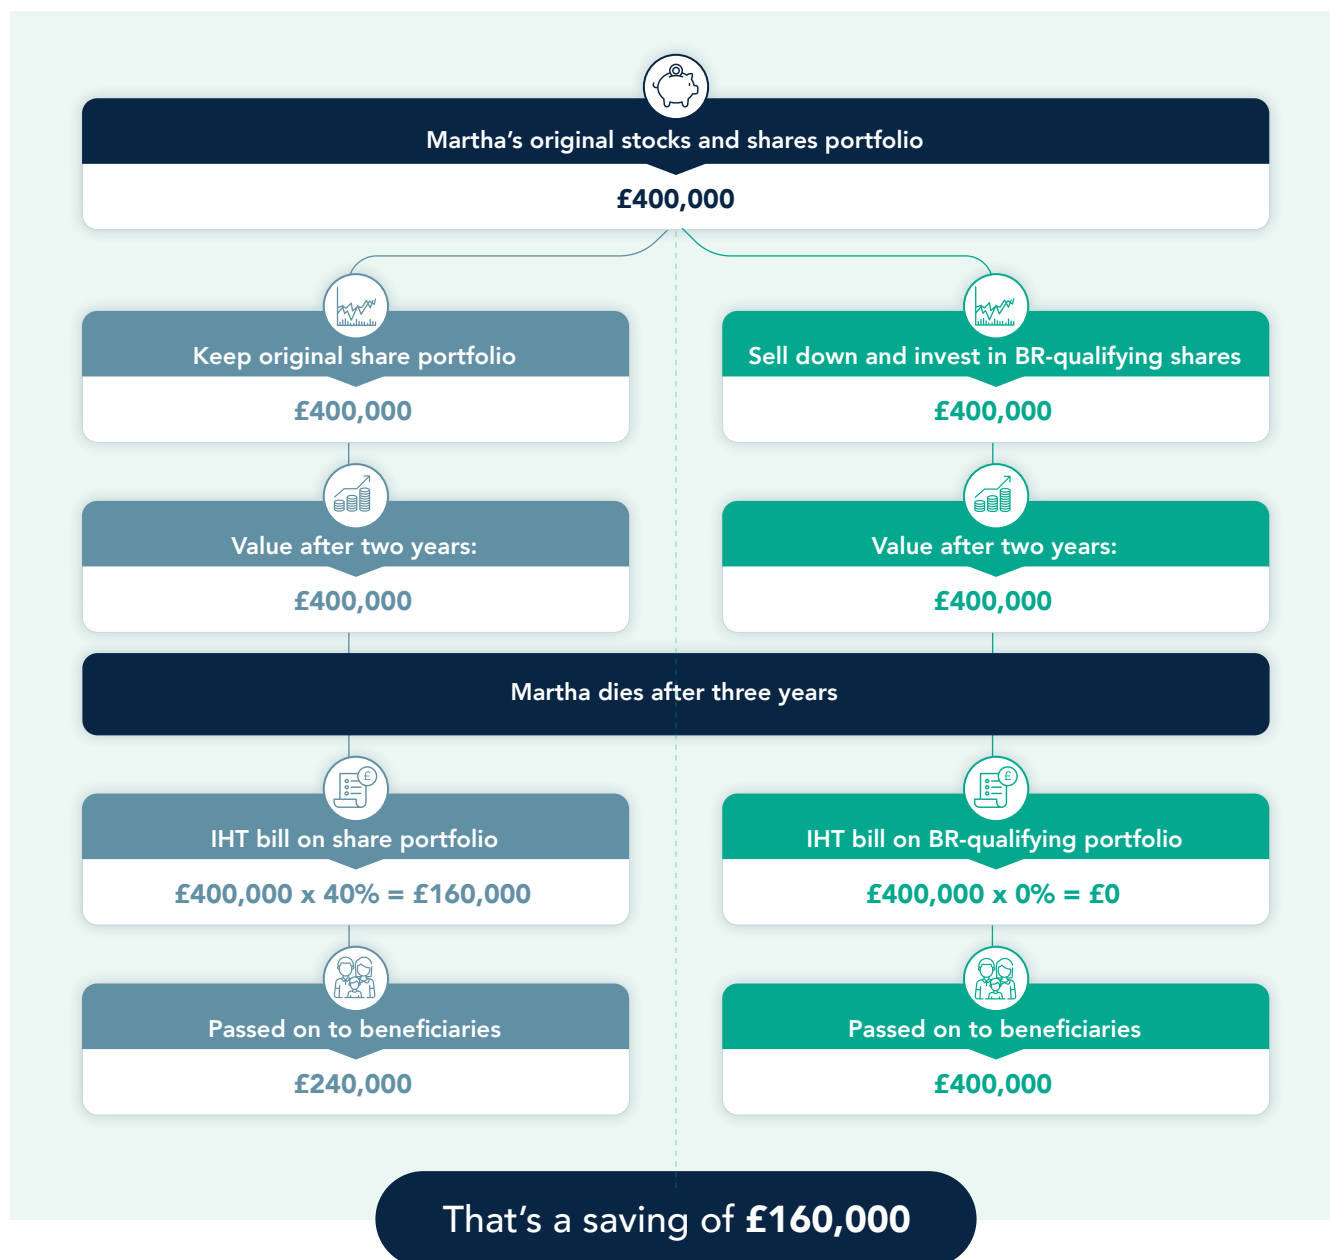 Martha’s original stocks and shares portfolio
£400,000
Keep original share portfolio
£400,000
Value after two years:
£400,000
Sell down and invest in BR-qualifying shares
£400,000
Value after two years:
£400,000
Martha dies after three years
£
IHT bill on share portfolio
£400,000 x 40% = £160,000
Passed on to beneficiaries
£240,000
£
IHT bill on BR-qualifying portfolio
£400,000 x 0% = £0
Passed on to beneficiaries
£400,000
That’s a saving of £160,000